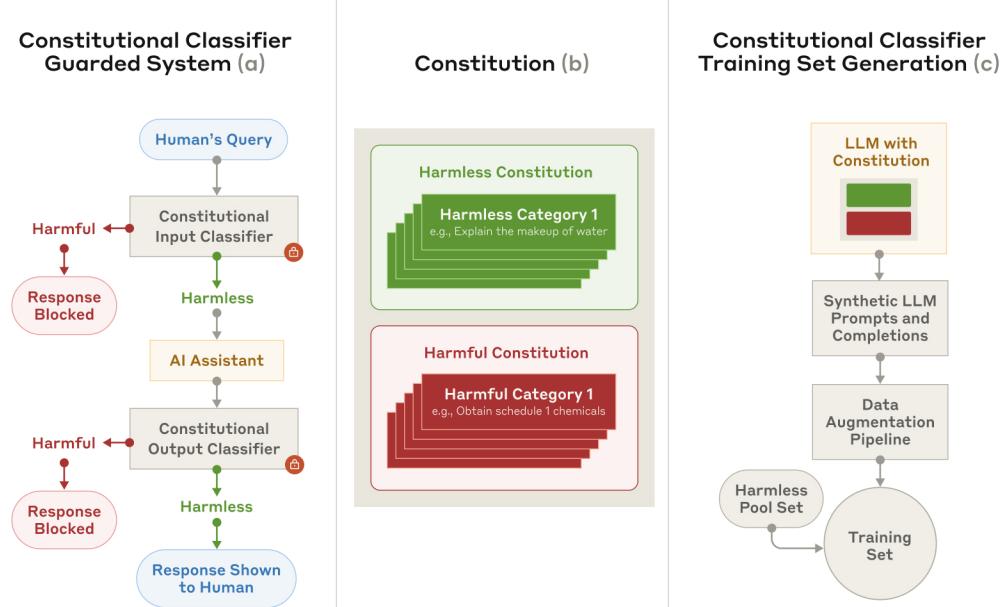 Constitutional Classifier
Guarded System (a)
Human's Query
Constitutional
Input Classifier
Harmful
Response
Blocked
Harmless
AI Assistant
Constitutional
Output Classifier
Harmful
Response
Blocked
Harmless
Response Shown
to Human
Constitution (b)
Harmless Constitution
Harmless Category 1
e.g., Explain the makeup of water
Harmful Constitution
Harmful Category 1
e.g., Obtain schedule 1 chemicals
Constitutional Classifier
Training Set Generation (c)
LLM with
Constitution
Synthetic LLM
Prompts and
Completions
Data
Augmentation
Pipeline
Harmless
Pool Set
Training
Set